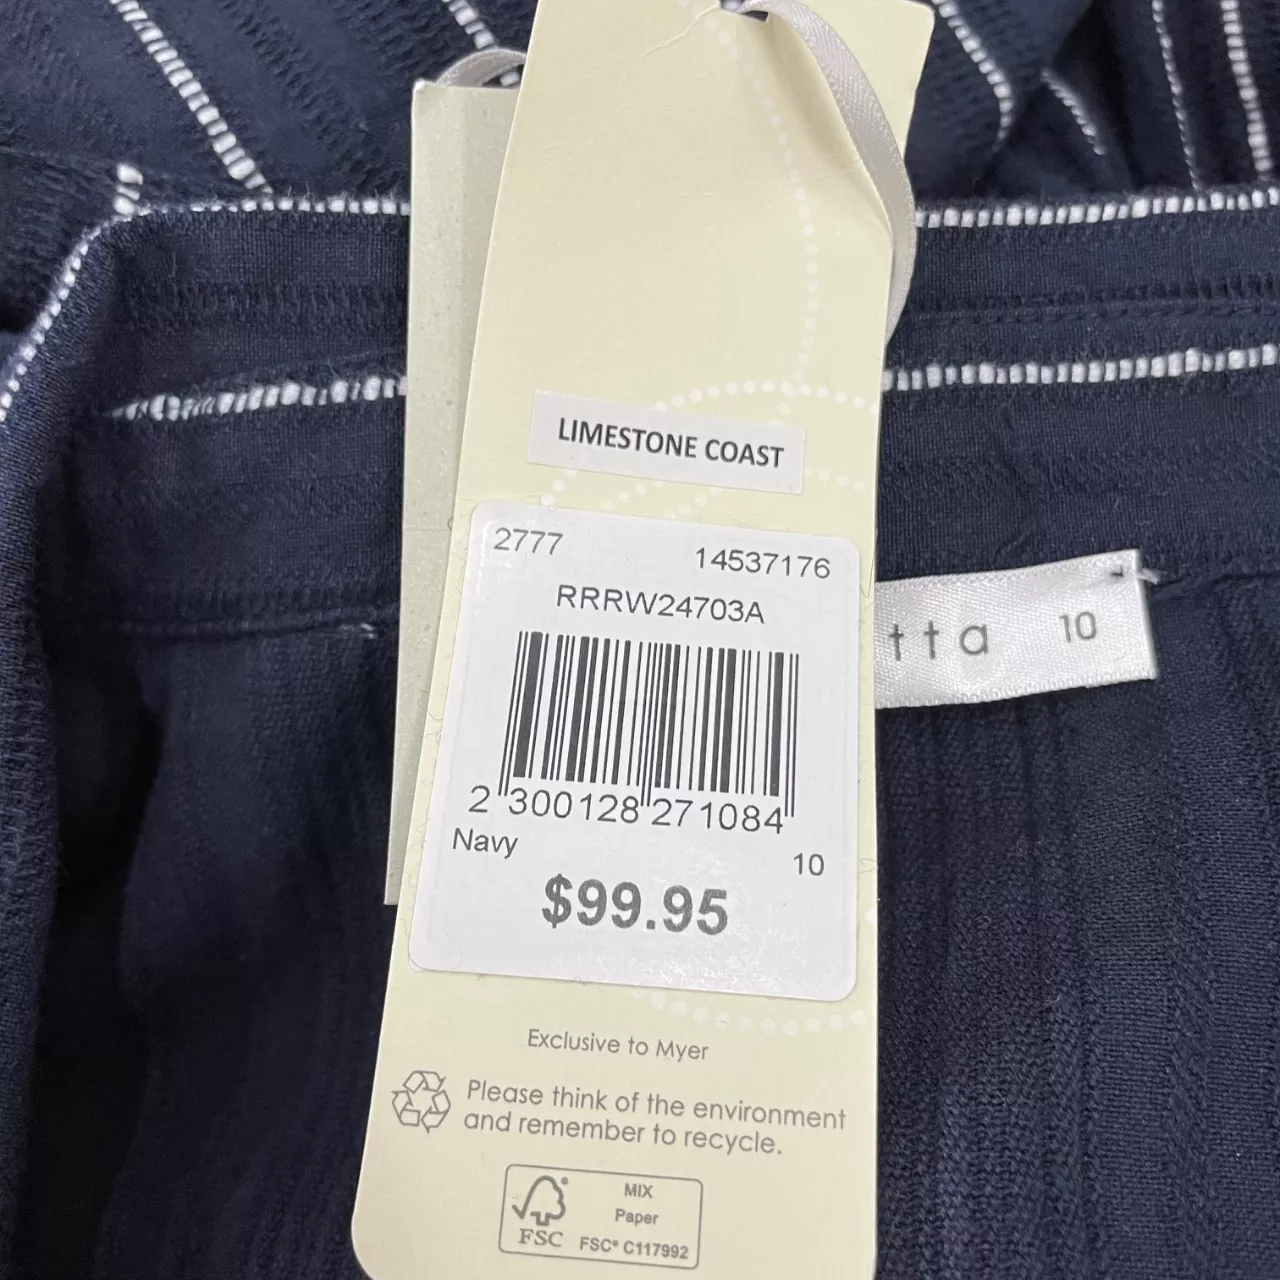 LIMESTONE COAST
2777
14537176
RRRW24703A
2 300128 271084
Navy
10
$99.95
Exclusive to Myer
Please think of the environment
and remember to recycle.
MIX
Paper
FSC
FSC® C117992
tta 10